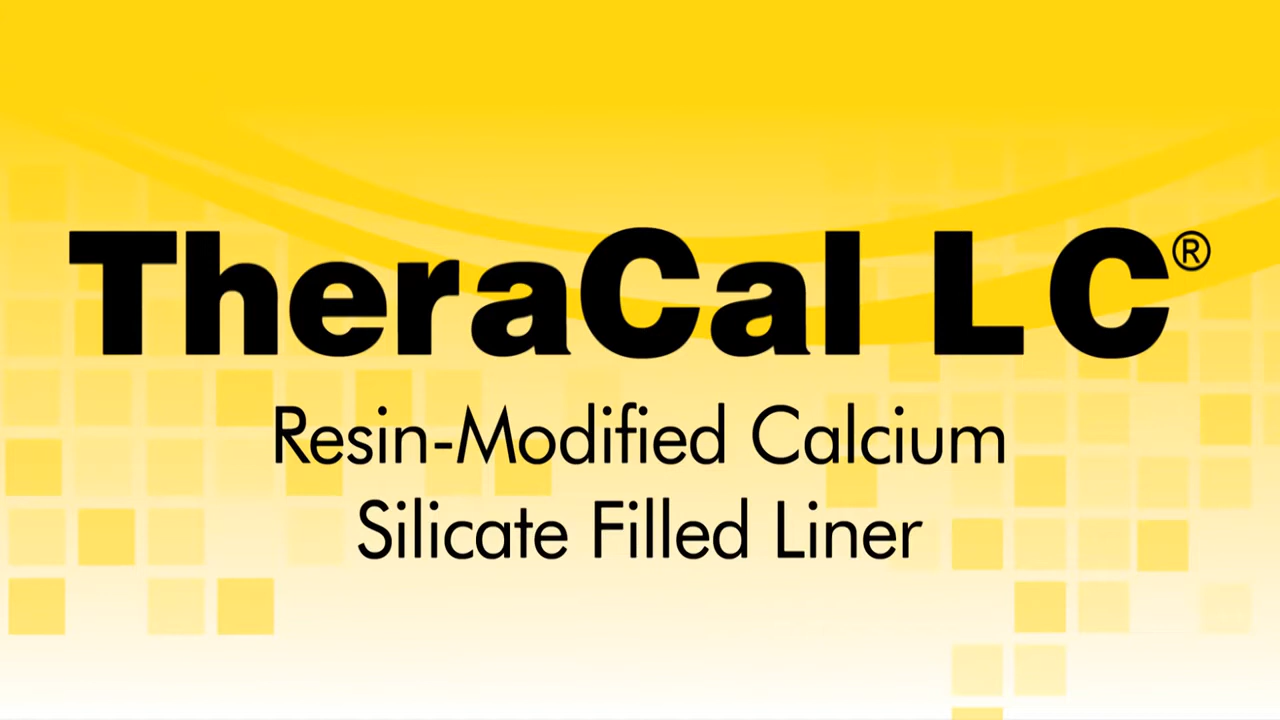 TheraCal LC®
Resin-Modified Calcium
Silicate Filled Liner